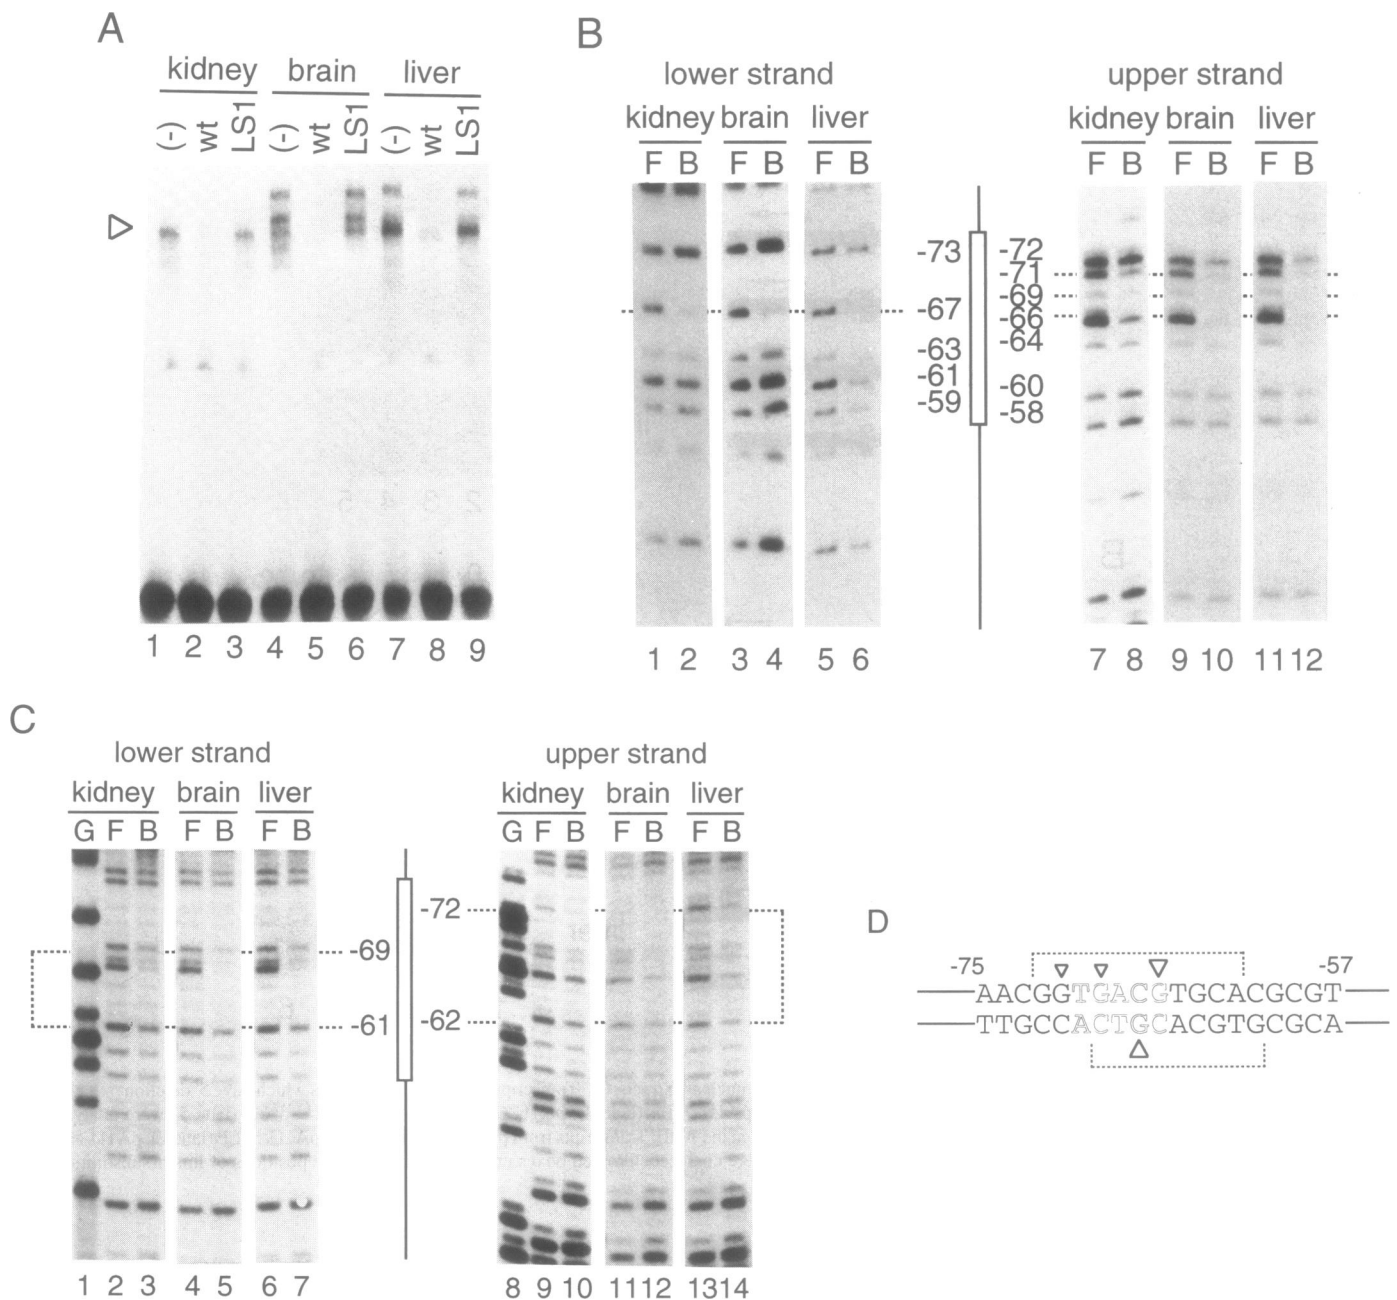 A
kidney brain liver
(-) wt LS1 (-) wt LS1 (-) wt LS1
1 2 3 4 5 6 7 8 9
B
lower strand
kidney brain liver
F B F B F B
-73
-67
-63
-61
-59
1 2 3 4 5 6
upper strand
kidney brain liver
F B F B F B
-72
-71
-69
-66
-64
-60
-58
7 8 9 10 11 12
C
lower strand
kidney brain liver
G F B F B F B
-69
-61
1 2 3 4 5 6 7
upper strand
kidney brain liver
G F B F B F B
-72
-62
8 9 10 11 12 13 14
D
-75 -57
AACGGTGACGTGCACGCGT
TTGCCACTGCACGTGCGCA